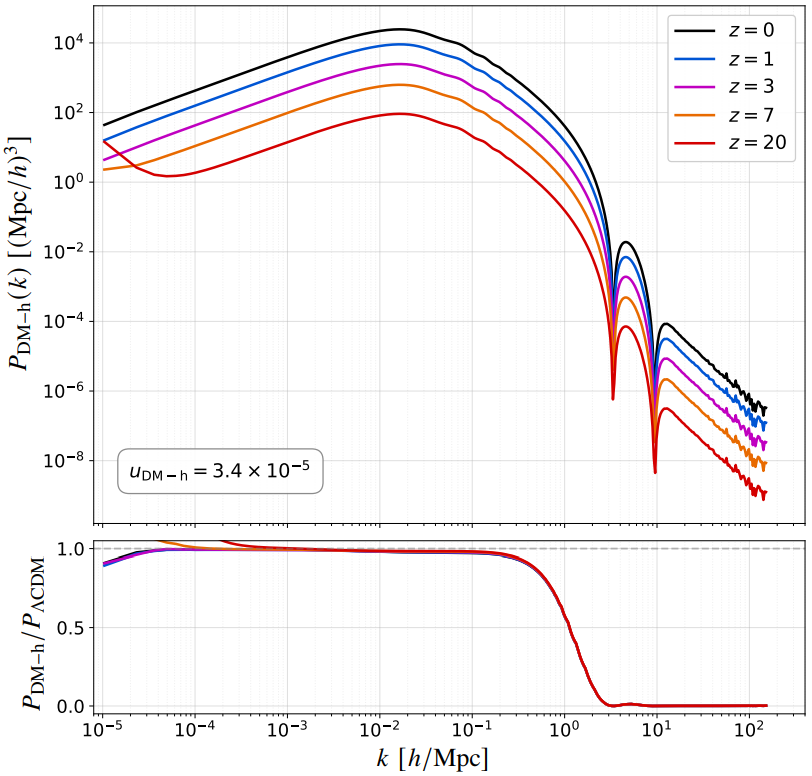 P_DM−h(k) [(Mpc/h)^3]
10^4
10^2
10^0
10^−2
10^−4
10^−6
10^−8
z = 0
z = 1
z = 3
z = 7
z = 20
u_DM−h = 3.4 × 10^−5
P_DM−h/P_ΛCDM
1.0
0.5
0.0
10^−5 10^−4 10^−3 10^−2 10^−1 10^0 10^1 10^2
k [h/Mpc]